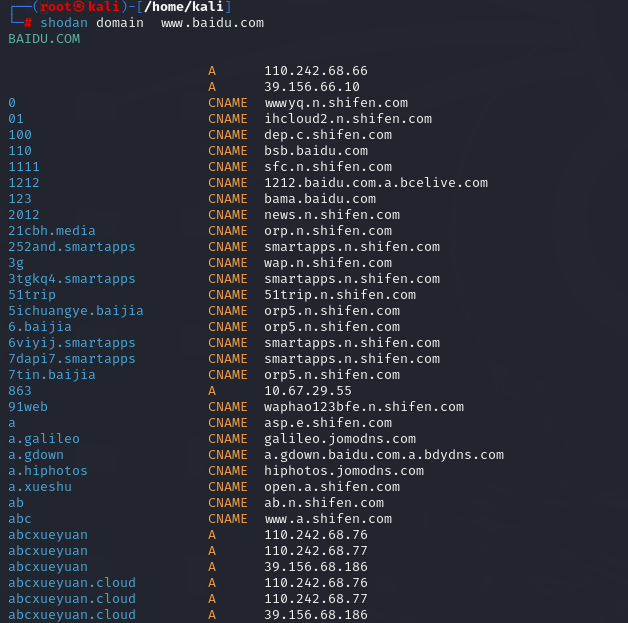 ┌──(root㉿kali)-[/home/kali]
└─# shodan domain  www.baidu.com
BAIDU.COM
A 110.242.68.66
A 39.156.66.10
0 CNAME wwwyq.n.shifen.com
01 CNAME ihcloud2.n.shifen.com
100 CNAME dep.c.shifen.com
110 CNAME bsb.baidu.com
1111 CNAME sfc.n.shifen.com
1212 CNAME 1212.baidu.com.a.bcelive.com
123 CNAME bama.baidu.com
2012 CNAME news.n.shifen.com
21cbh.media CNAME orp.n.shifen.com
252and.smartapps CNAME smartapps.n.shifen.com
3g CNAME wap.n.shifen.com
3tgkq4.smartapps CNAME smartapps.n.shifen.com
51trip CNAME 51trip.n.shifen.com
5ichuangye.baijia CNAME orp5.n.shifen.com
6.baijia CNAME orp5.n.shifen.com
6viyij.smartapps CNAME smartapps.n.shifen.com
7dapi7.smartapps CNAME smartapps.n.shifen.com
7tin.baijia CNAME orp5.n.shifen.com
863 A 10.67.29.55
91web CNAME waphao123bfe.n.shifen.com
a CNAME asp.e.shifen.com
a.galileo CNAME galileo.jomodns.com
a.gdown CNAME a.gdown.baidu.com.a.bdydns.com
a.hiphotos CNAME hiphotos.jomodns.com
a.xueshu CNAME open.a.shifen.com
ab CNAME ab.n.shifen.com
abc CNAME www.a.shifen.com
abcxueyuan A 110.242.68.76
abcxueyuan A 110.242.68.77
abcxueyuan A 39.156.68.186
abcxueyuan.cloud A 110.242.68.76
abcxueyuan.cloud A 110.242.68.77
abcxueyuan.cloud A 39.156.68.186